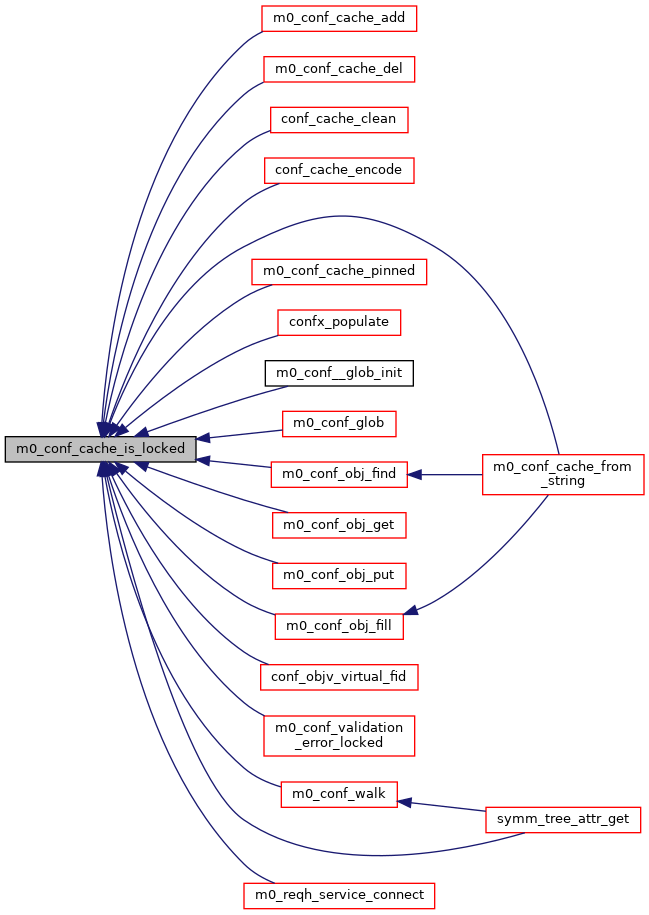 m0_conf_cache_add
m0_conf_cache_del
conf_cache_clean
conf_cache_encode
m0_conf_cache_pinned
confx_populate
m0_conf__glob_init
m0_conf_glob
m0_conf_cache_is_locked
m0_conf_obj_find
m0_conf_cache_from
_string
m0_conf_obj_get
m0_conf_obj_put
m0_conf_obj_fill
conf_objv_virtual_fid
m0_conf_validation
_error_locked
m0_conf_walk
symm_tree_attr_get
m0_reqh_service_connect